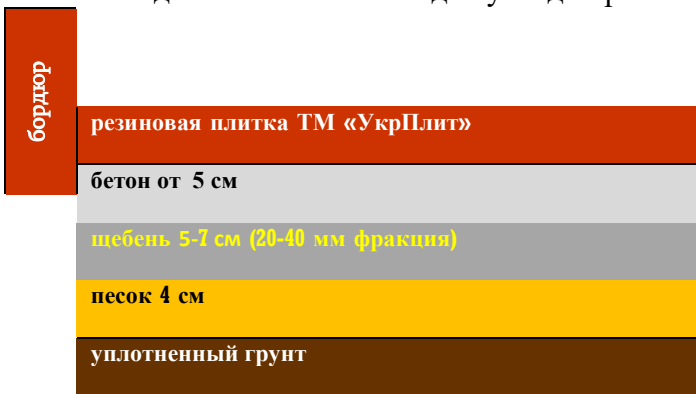 бордюр
резиновая плитка ТМ «УкрПлит»
бетон от 5 см
щебень 5-7 см (20-40 мм фракция)
песок 4 см
уплотненный грунт